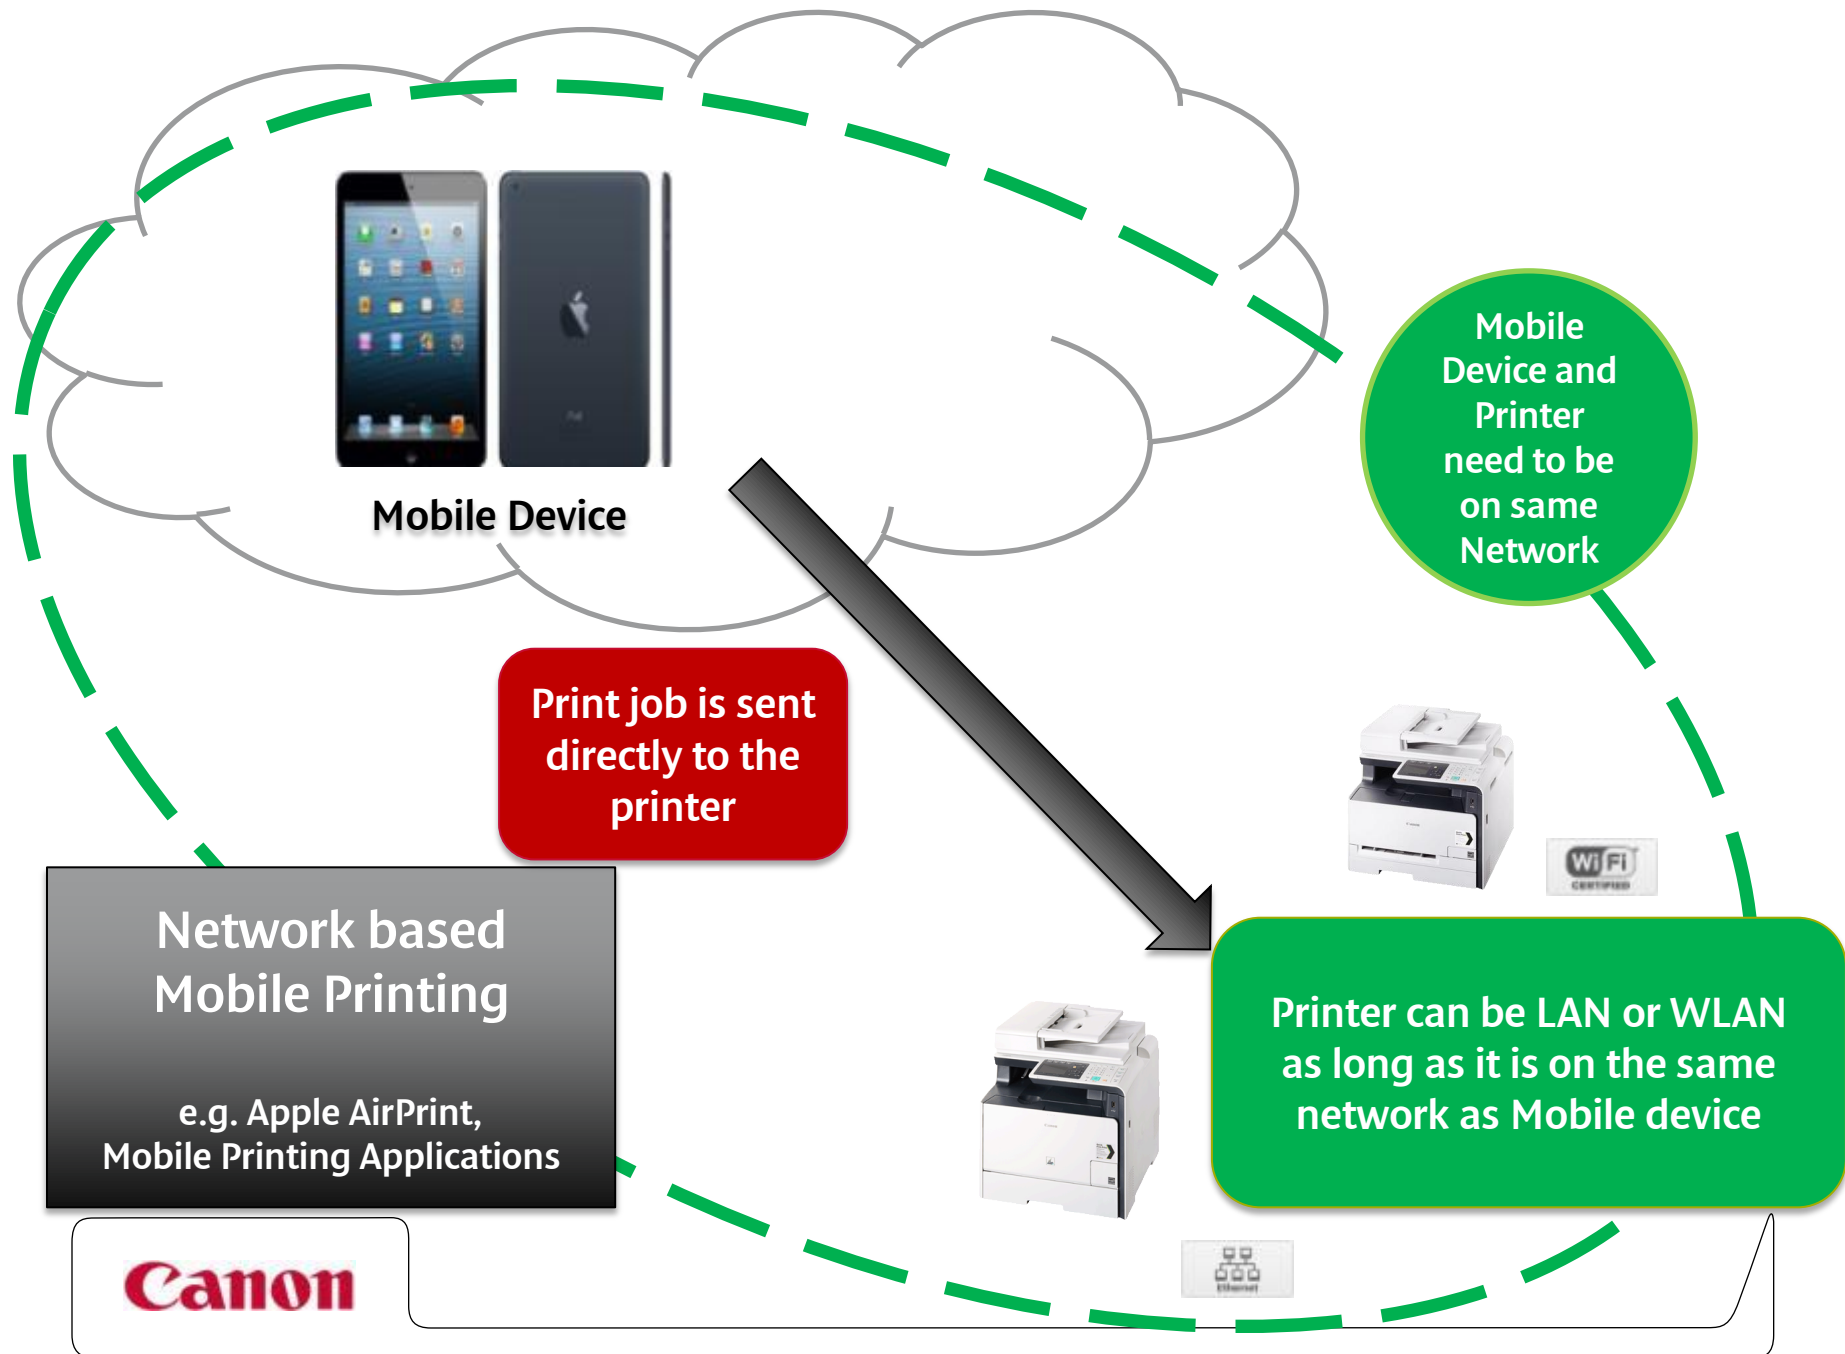 Mobile
Device and
Printer
need to be
on same
Network
Mobile Device
Print job is sent
directly to the
printer
Wi Fi
CERTIFIED
Network based
Mobile Printing
e.g. Apple AirPrint,
Mobile Printing Applications
Printer can be LAN or WLAN
as long as it is on the same
network as Mobile device
Ethernet
Canon